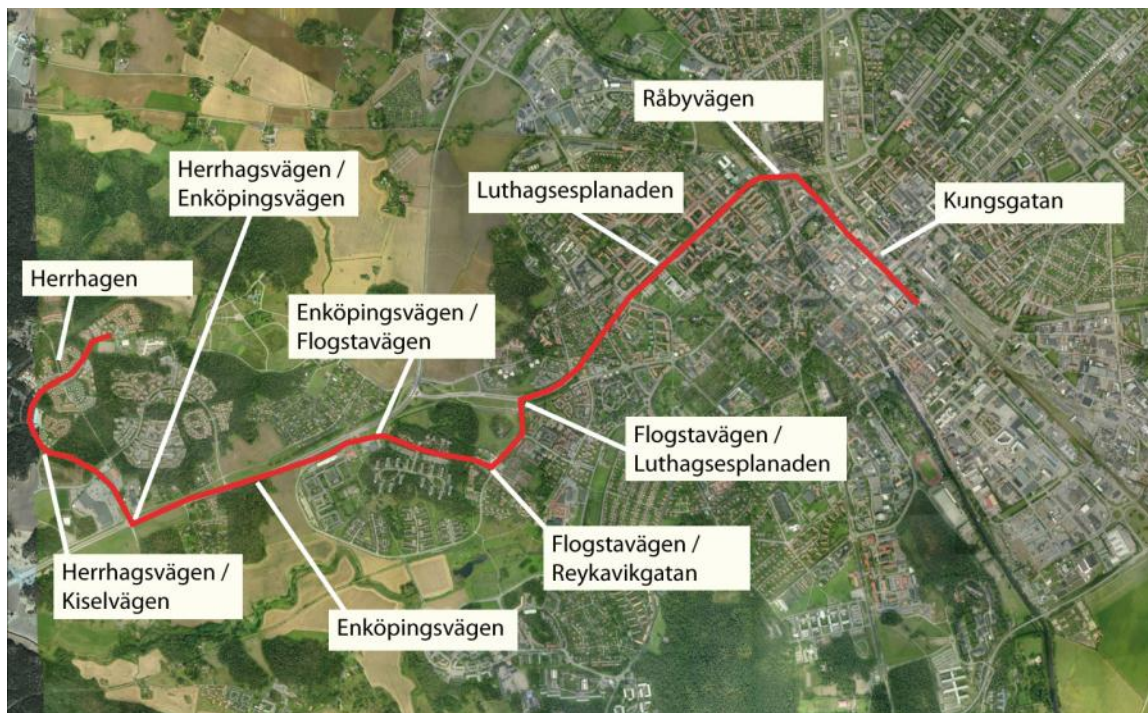 Råbyvägen
Herrhagsvägen /
Enköpingsvägen
Luthagsesplanaden
Kungsgatan
Herrhagen
Enköpingsvägen /
Flogstavägen
Flogstavägen /
Luthagsesplanaden
Flogstavägen /
Reykavikgatan
Herrhagsvägen /
Kiselvägen
Enköpingsvägen